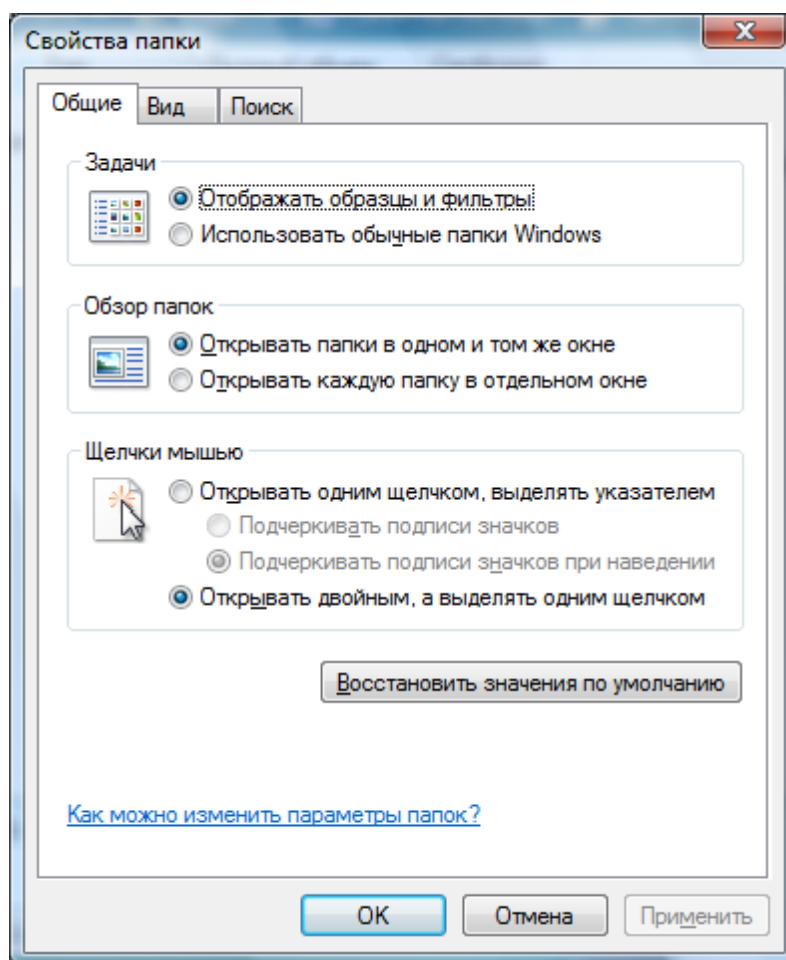 Свойства папки
Общие
Вид
Поиск
Задачи
Отображать образцы и фильтры
Использовать обычные папки Windows
Обзор папок
Открывать папки в одном и том же окне
Открывать каждую папку в отдельном окне
Щелчки мышью
Открывать одним щелчком, выделять указателем
Подчеркивать подписи значков
Подчеркивать подписи значков при наведении
Открывать двойным, а выделять одним щелчком
Восстановить значения по умолчанию
Как можно изменить параметры папок?
ОК
Отмена
Применить